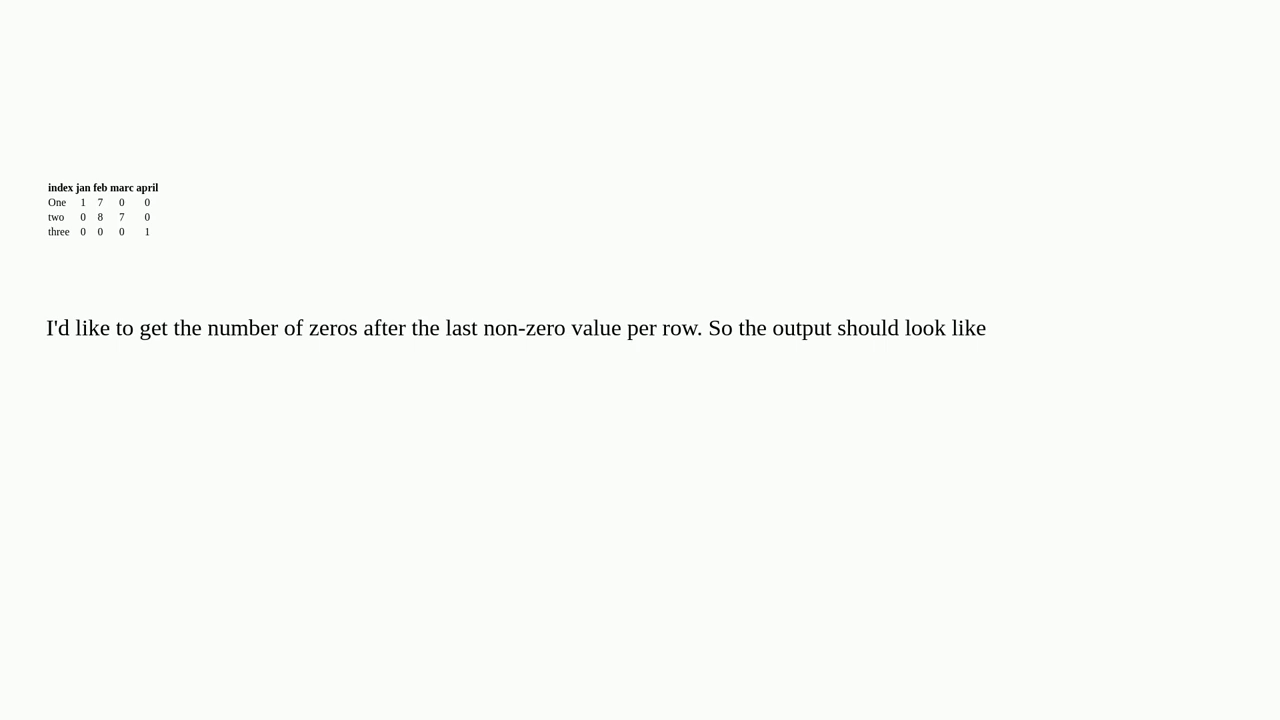 index jan feb marc april
One 1 7 0 0
two 0 8 7 0
three 0 0 0 1
I'd like to get the number of zeros after the last non-zero value per row. So the output should look like